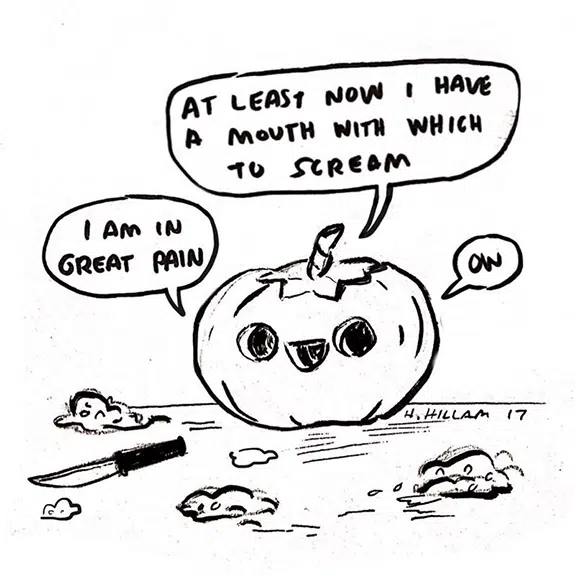 AT LEAST NOW I HAVE
A MOUTH WITH WHICH
TO SCREAM
I AM IN
GREAT PAIN
OW
H. HILLAM 17